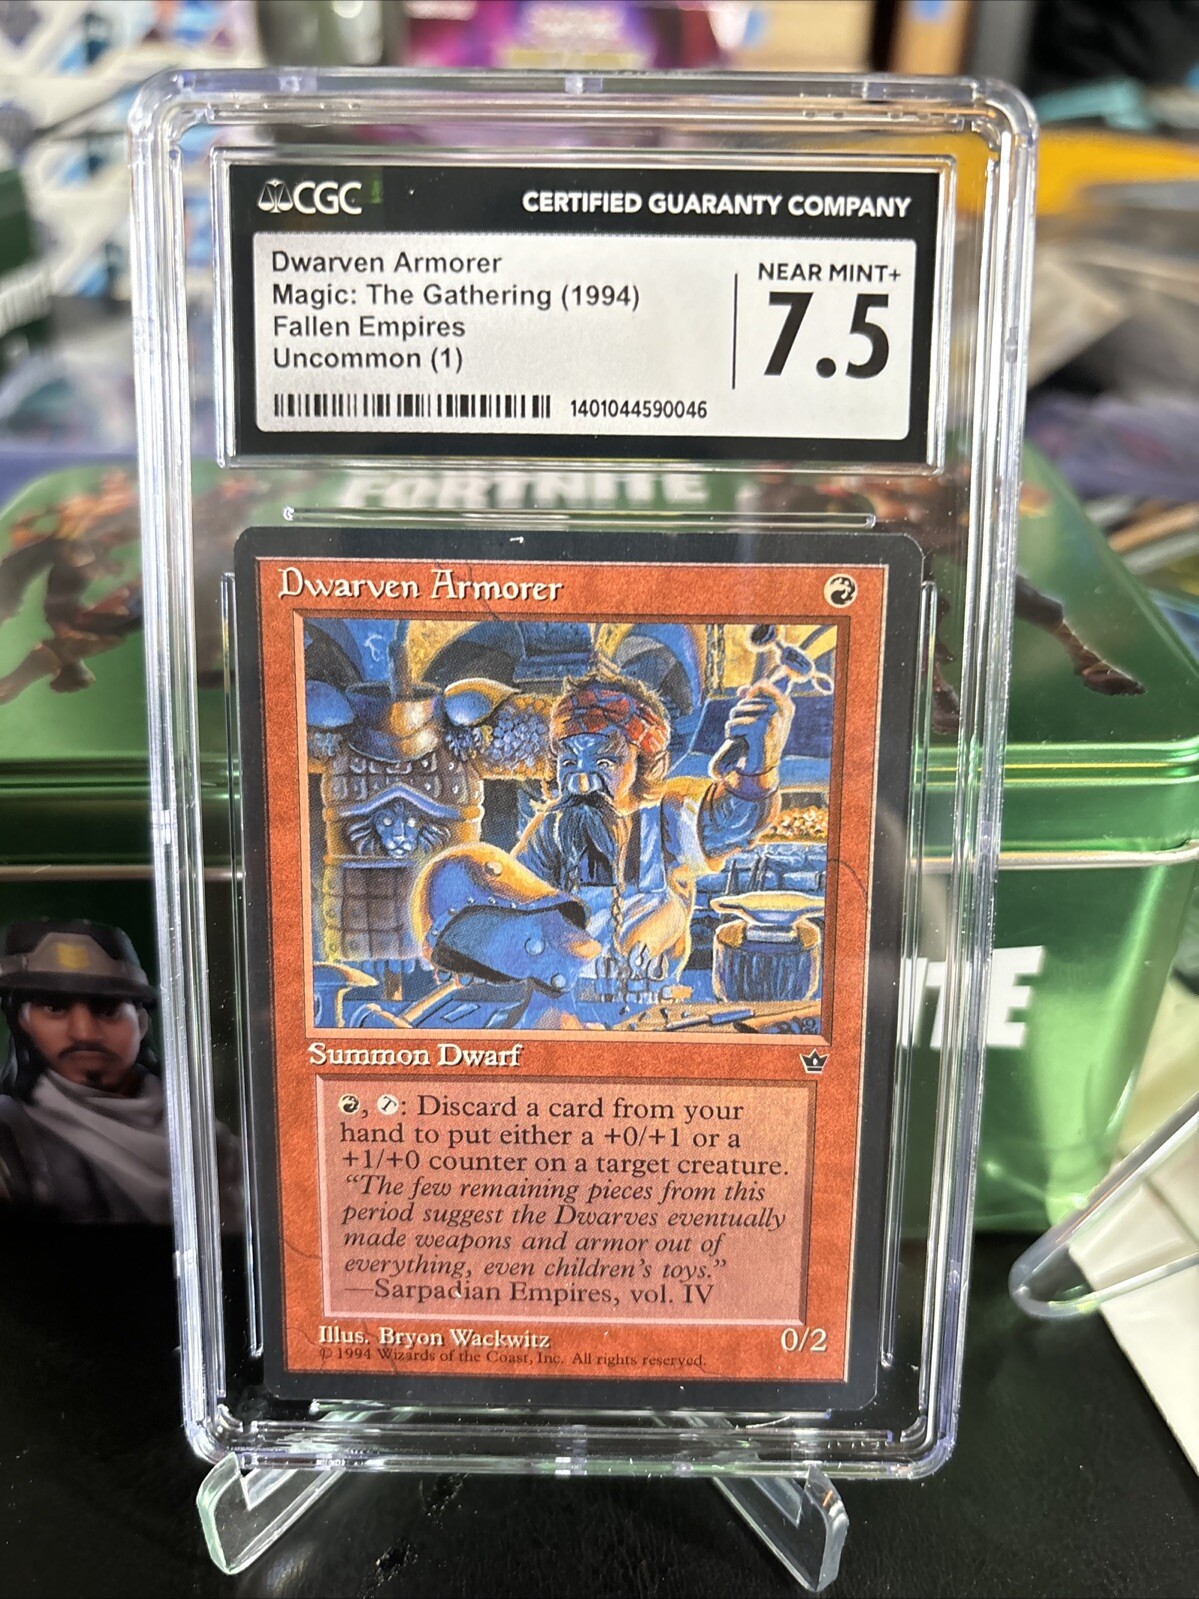 CGC
CERTIFIED GUARANTY COMPANY
Dwarven Armorer
Magic: The Gathering (1994)
Fallen Empires
Uncommon (1)
NEAR MINT+
7.5
1401044590046
FORTNITE
Dwarven Armorer
Summon Dwarf
, T: Discard a card from your
hand to put either a +0/+1 or a
+1/+0 counter on a target creature.
“The few remaining pieces from this
period suggest the Dwarves eventually
made weapons and armor out of
everything, even children's toys.”
—Sarpadian Empires, vol. IV
Illus. Bryon Wackwitz
0/2
© 1994 Wizards of the Coast, Inc. All rights reserved.
ITE